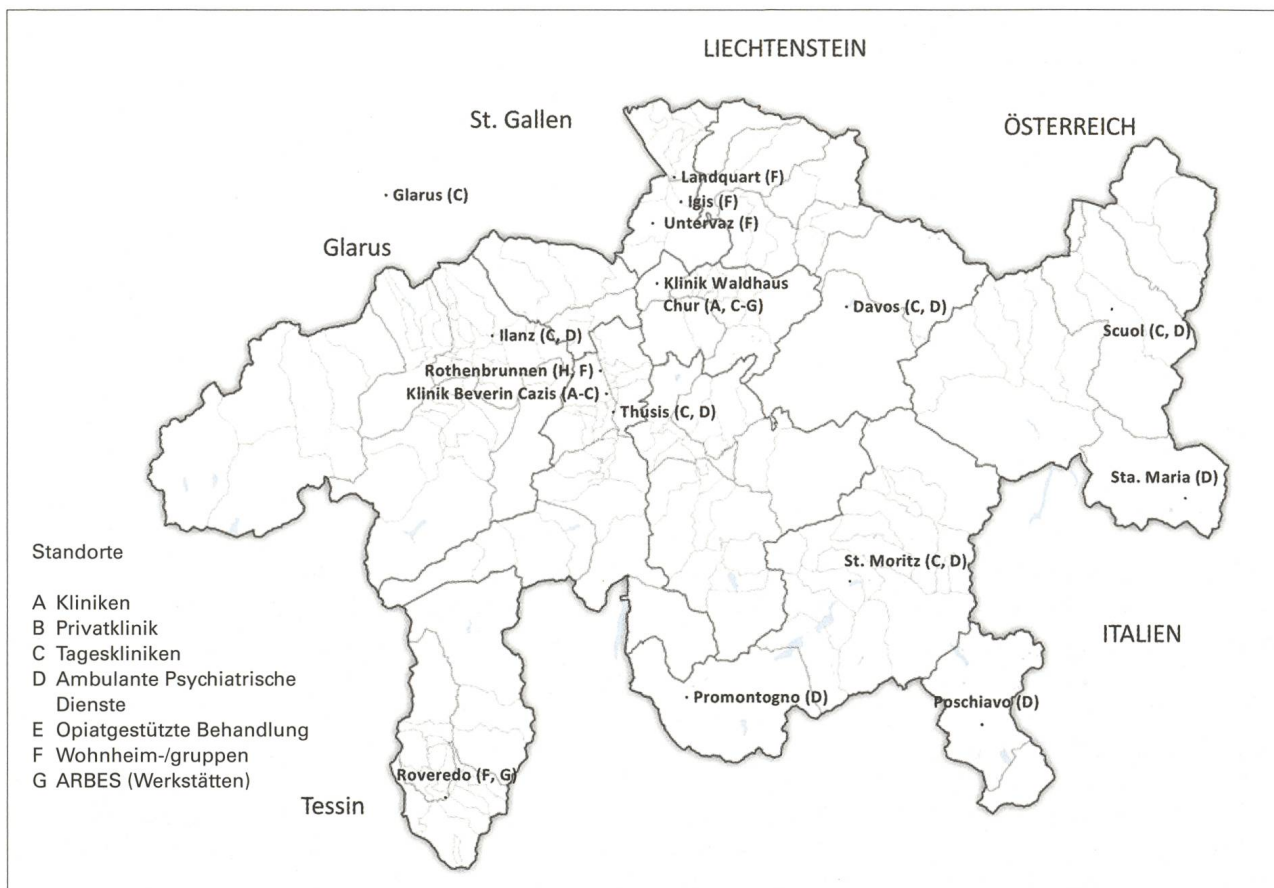 LIECHTENSTEIN
St. Gallen
ÖSTERREICH
Landquart (F)
Glarus (C)
Igis (F)
Untervaz (F)
Glarus
Klinik Waldhaus
Chur (A, C-G)
Davos (C, D)
Scuol (C, D)
Ilanz (C, D)
Rothenbrunnen (H, F)
Klinik Beverin Cazis (A-C)
Thusis (C, D)
Sta. Maria (D)
St. Moritz (C, D)
ITALIEN
Promontogno (D)
Poschiavo (D)
Roveredo (F, G)
Tessin
Standorte
A Kliniken
B Privatklinik
C Tageskliniken
D Ambulante Psychiatrische
Dienste
E Opiatgestützte Behandlung
F Wohnheim-/gruppen
G ARBES (Werkstätten)